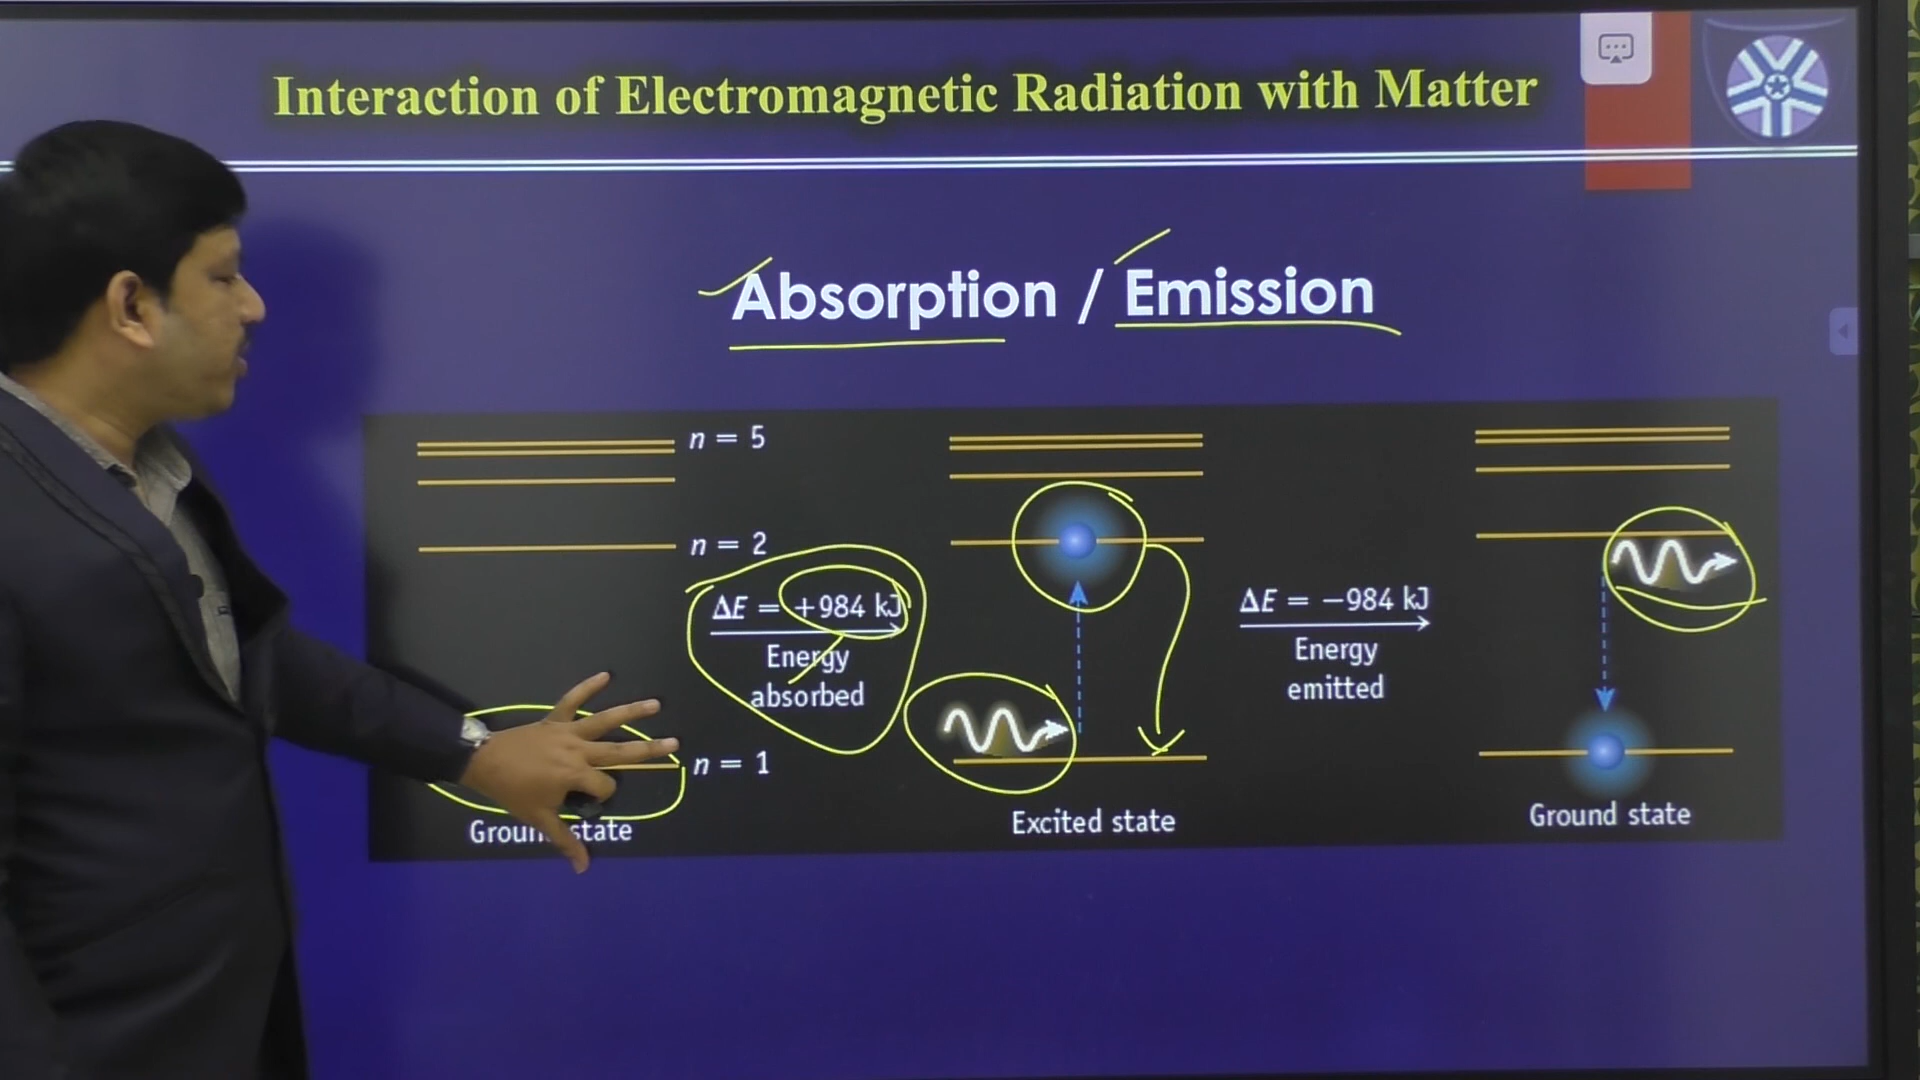 Interaction of Electromagnetic Radiation with Matter
Absorption / Emission
n = 5
n = 2
ΔE = +984 kJ
Energy
absorbed
n = 1
state
Excited state
ΔE = −984 kJ
Energy
emitted
Ground state